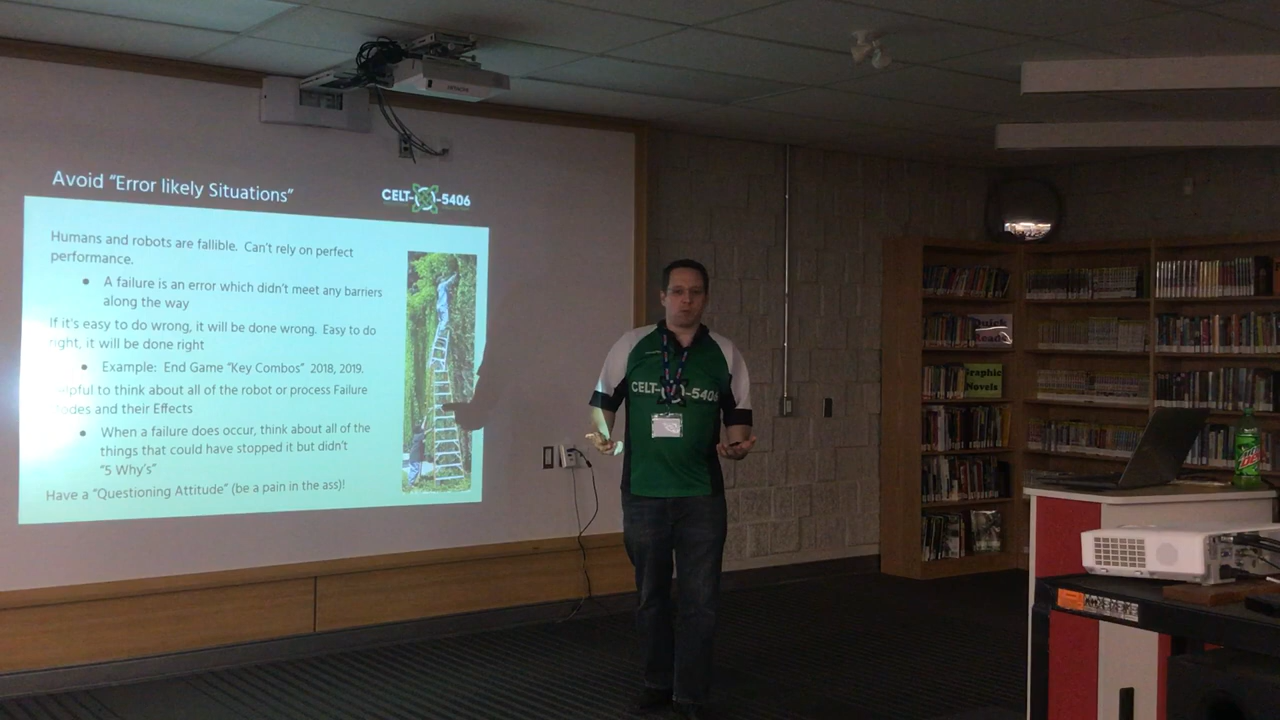 HITACHI
Avoid "Error likely Situations"
CELT-X-5406
Humans and robots are fallible. Can't rely on perfect
performance.
A failure is an error which didn't meet any barriers
along the way
If it's easy to do wrong, it will be done wrong. Easy to do
right, it will be done right
Example: End Game "Key Combos" 2018, 2019.
Helpful to think about all of the robot or process Failure
Modes and their Effects
When a failure does occur, think about all of the
things that could have stopped it but didn't
"5 Why's"
Have a "Questioning Attitude" (be a pain in the ass)!
CELT-X-5406
Quick
Read
Graphic
Novels